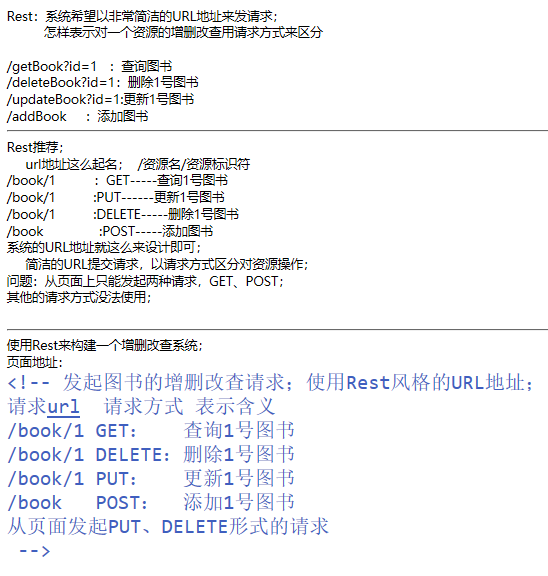 Rest：系统希望以非常简洁的URL地址来发请求；
怎样表示对一个资源的增删改查用请求方式来区分
/getBook?id=1 ：查询图书
/deleteBook?id=1：删除1号图书
/updateBook?id=1:更新1号图书
/addBook ：添加图书
Rest推荐；
url地址这么起名； /资源名/资源标识符
/book/1 ：GET-----查询1号图书
/book/1 :PUT------更新1号图书
/book/1 :DELETE-----删除1号图书
/book :POST-----添加图书
系统的URL地址就这么来设计即可；
简洁的URL提交请求，以请求方式区分对资源操作；
问题：从页面上只能发起两种请求，GET、POST；
其他的请求方式没法使用；
使用Rest来构建一个增删改查系统；
页面地址：
<!-- 发起图书的增删改查请求；使用Rest风格的URL地址；
请求url 请求方式 表示含义
/book/1 GET： 查询1号图书
/book/1 DELETE：删除1号图书
/book/1 PUT： 更新1号图书
/book POST： 添加1号图书
从页面发起PUT、DELETE形式的请求
-->